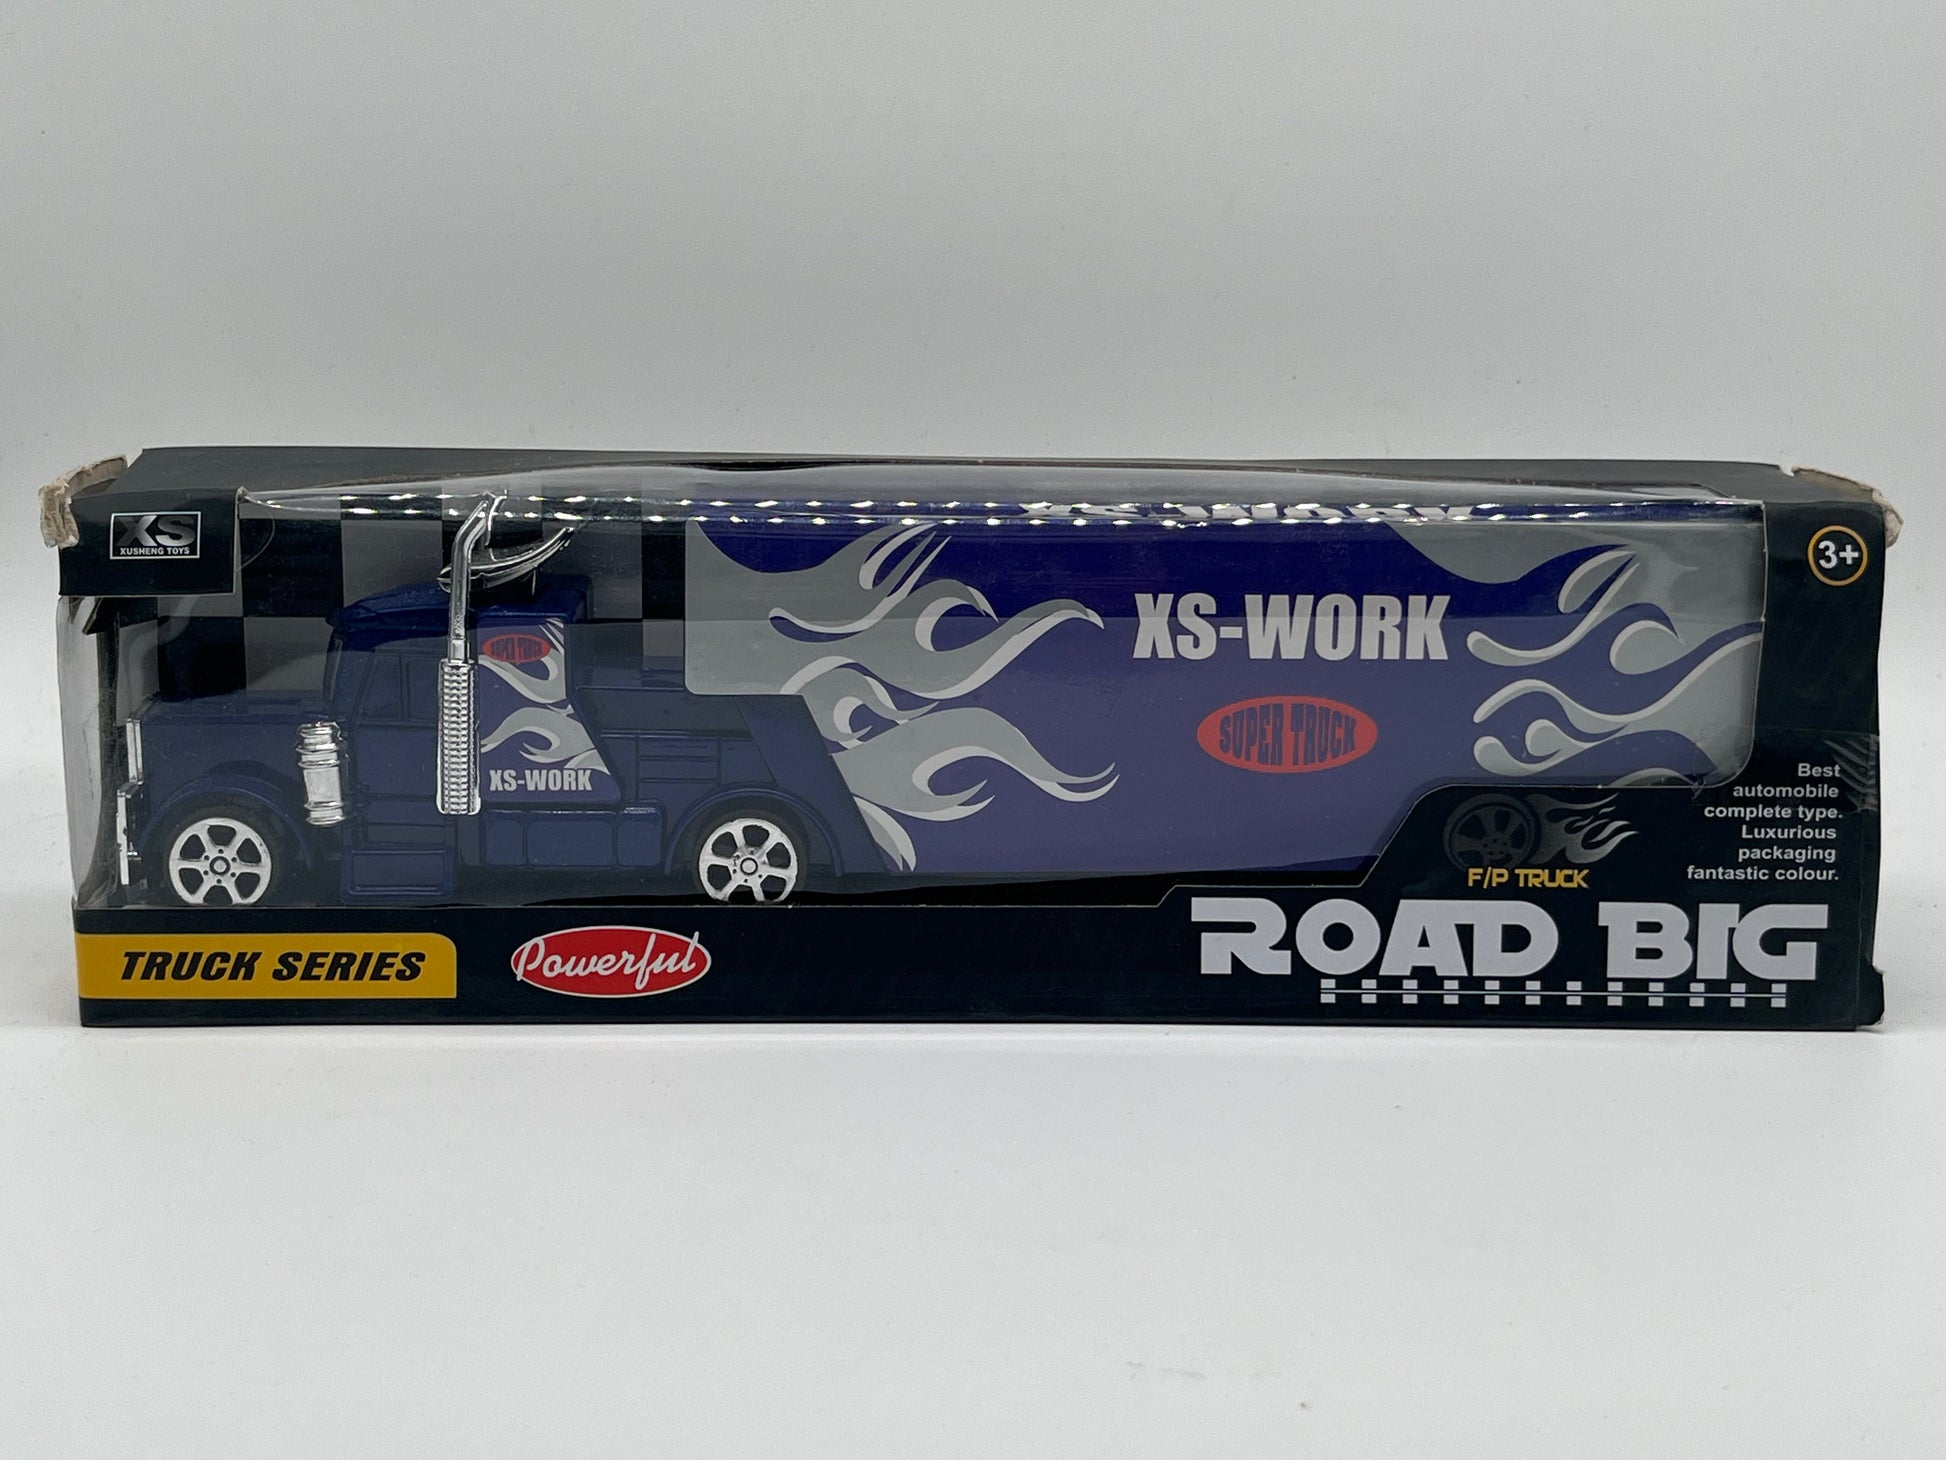 XS
XUSHENG TOYS
3+
XS-WORK
XS-WORK
SUPER TRUCK
SUPER TRUCK
XS-WORK
Best
automobile
complete type.
Luxurious
packaging
fantastic colour.
F/P TRUCK
TRUCK SERIES
Powerful
ROAD BIG